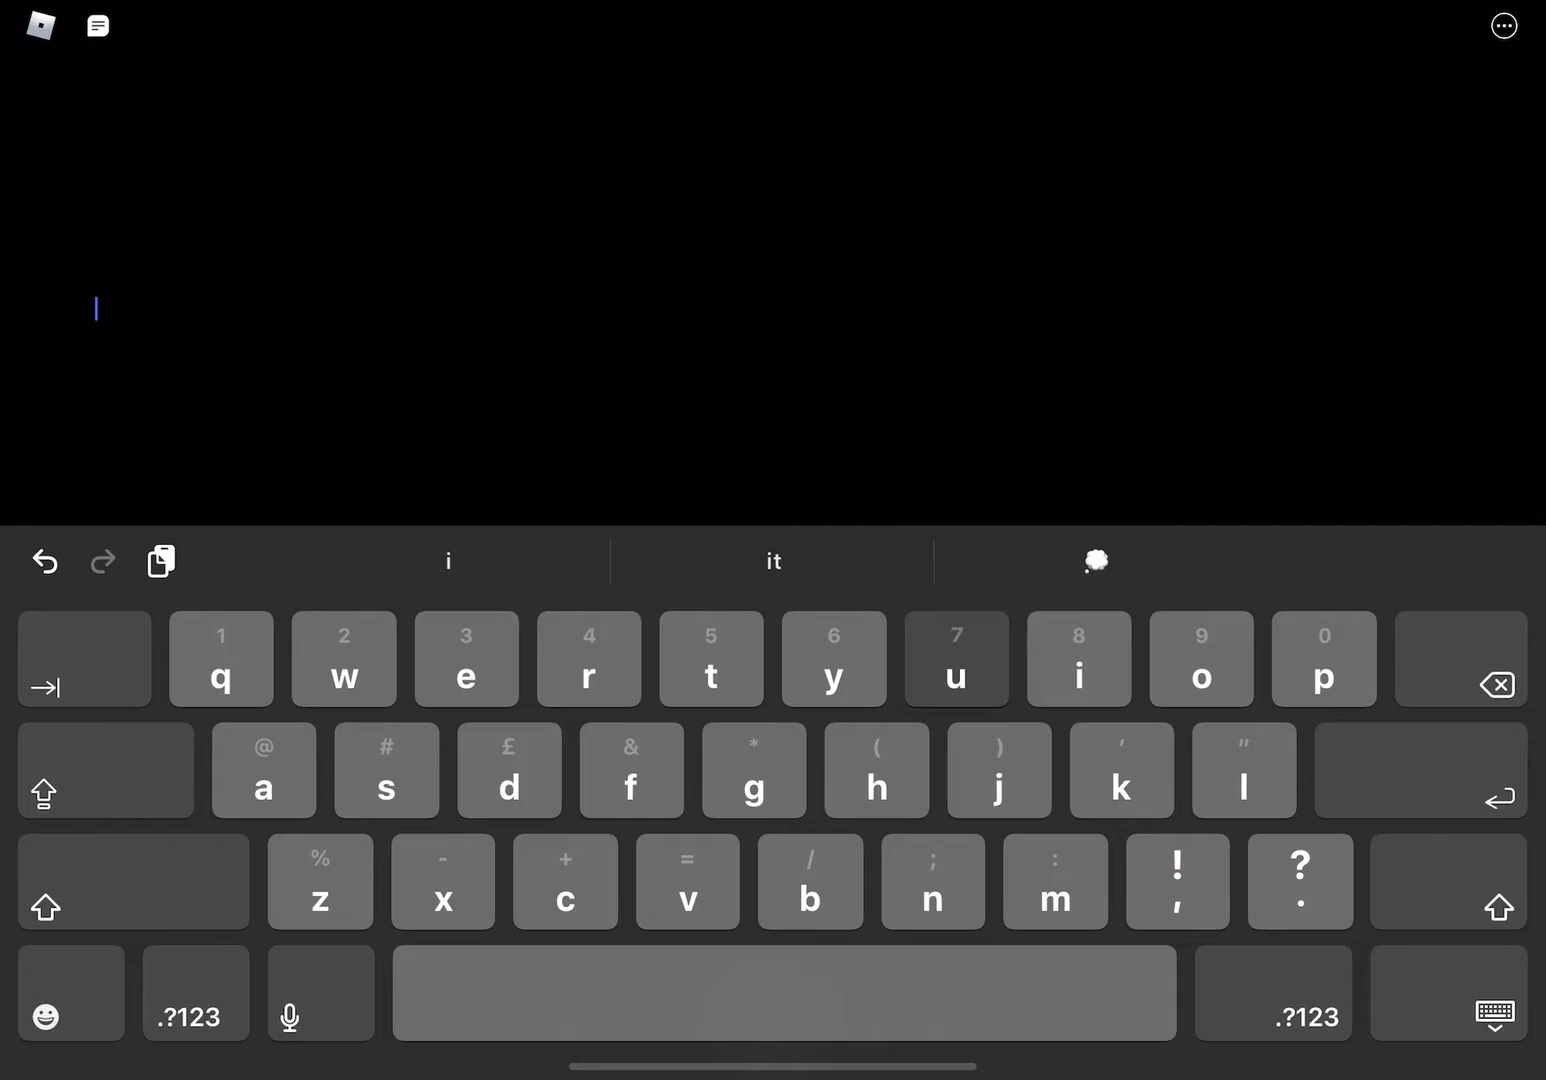 i it
1 2 3 4 5 6 7 8 9 0
q w e r t y u i o p
@ # £ & * ( ) ' "
a s d f g h j k l
% - + = / ; : ! ?
z x c v b n m , .
.?123 .?123